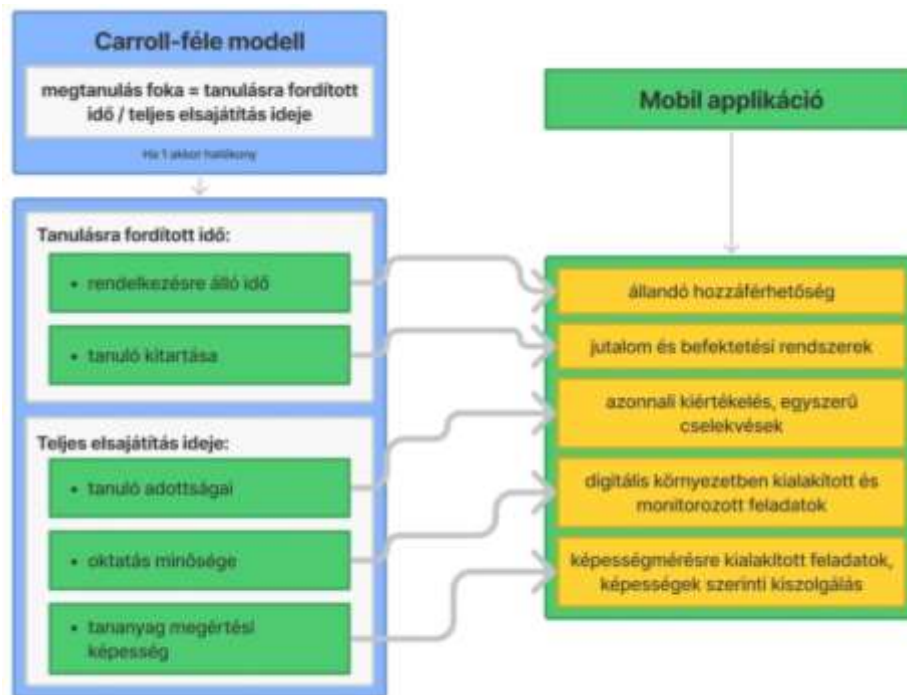 Carroll-féle modell
megtanulás foka = tanulásra fordított
idő / teljes elsajátítás ideje
Ha 1 akkor hatékony
Tanulásra fordított idő:
• rendelkezésre álló idő
• tanuló kitartása
Teljes elsajátítás ideje:
• tanuló adottságai
• oktatás minősége
• tananyag megértési
képesség
Mobil applikáció
állandó hozzáférhetőség
jutalom és befektetési rendszerek
azonnali kiértékelés, egyszerű
cselekvések
digitális környezetben kialakított és
monitorozott feladatok
képességmérésre kialakított feladatok,
képességek szerinti kiszolgálás